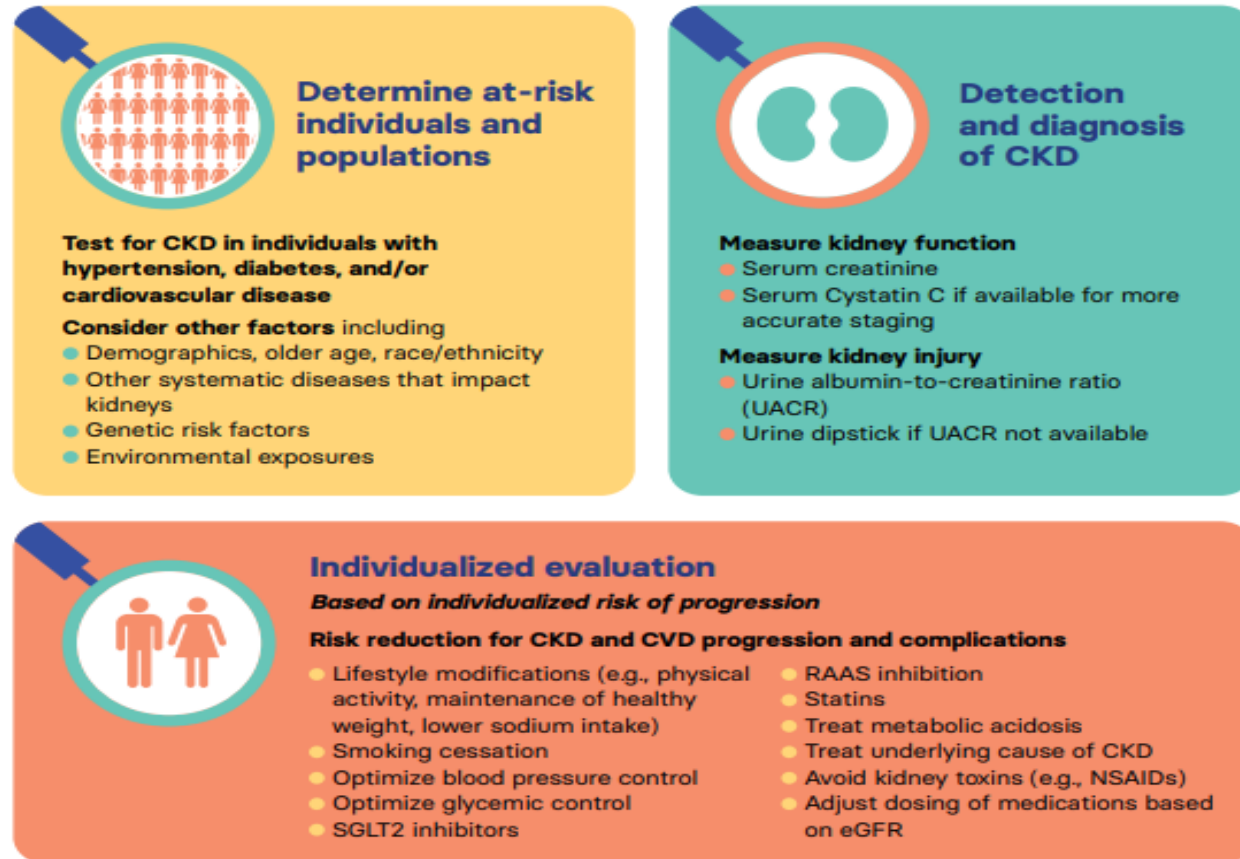 Determine at-risk
individuals and
populations
Test for CKD in individuals with
hypertension, diabetes, and/or
cardiovascular disease
Consider other factors including
Demographics, older age, race/ethnicity
Other systematic diseases that impact
kidneys
Genetic risk factors
Environmental exposures
Detection
and diagnosis
of CKD
Measure kidney function
Serum creatinine
Serum Cystatin C if available for more
accurate staging
Measure kidney injury
Urine albumin-to-creatinine ratio
(UACR)
Urine dipstick if UACR not available
Individualized evaluation
Based on individualized risk of progression
Risk reduction for CKD and CVD progression and complications
Lifestyle modifications (e.g., physical
activity, maintenance of healthy
weight, lower sodium intake)
Smoking cessation
Optimize blood pressure control
Optimize glycemic control
SGLT2 inhibitors
RAAS inhibition
Statins
Treat metabolic acidosis
Treat underlying cause of CKD
Avoid kidney toxins (e.g., NSAIDs)
Adjust dosing of medications based
on eGFR